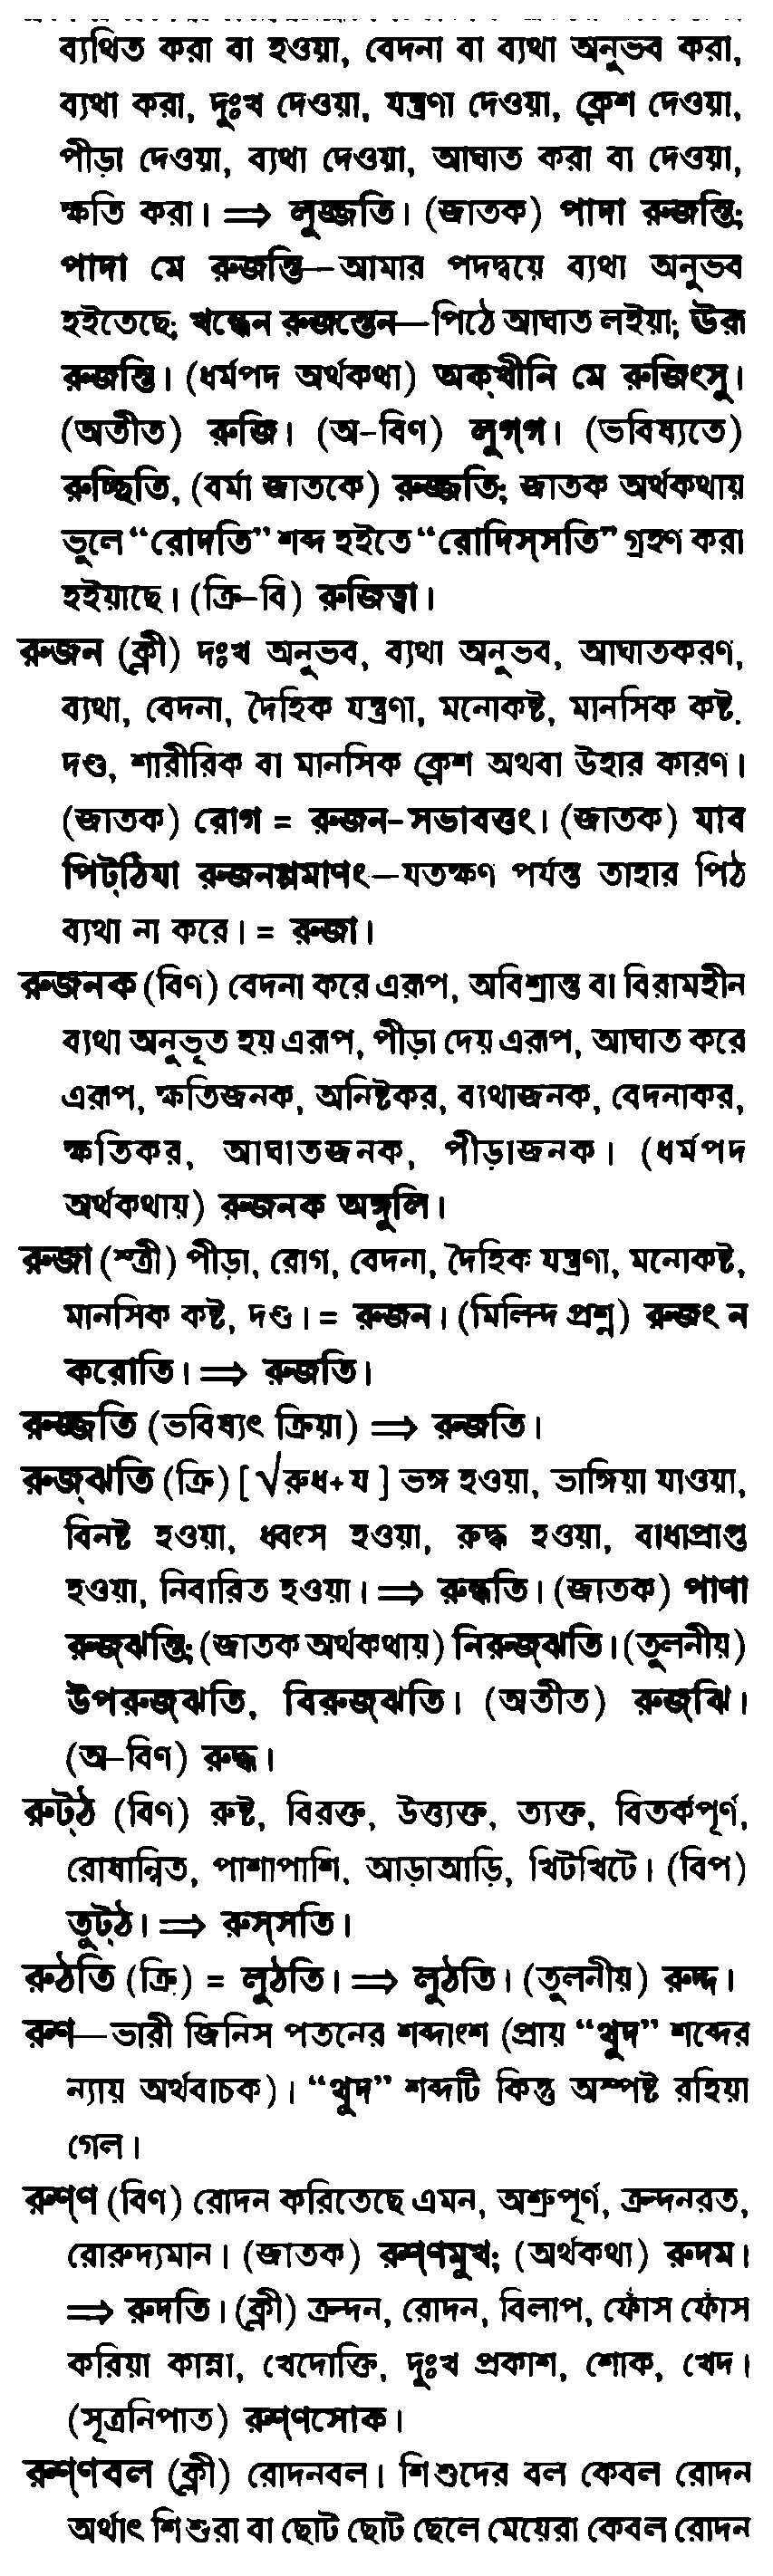 ব্যথিত করা বা হওয়া, বেদনা বা ব্যথা অনুভব করা,
ব্যথা করা, দুঃখ দেওয়া, যন্ত্রণা দেওয়া, ক্লেশ দেওয়া,
পীড়া দেওয়া, ব্যথা দেওয়া, আঘাত করা বা দেওয়া,
ক্ষতি করা। ⇒ লুজ্জতি। (জাতক) পাদা রুজন্তি;
পাদা মে রুজন্তি—আমার পদদ্বয়ে ব্যথা অনুভব
হইতেছে; খন্ধেন রুজন্তেন—পিঠে আঘাত লইয়া; ঊরূ
রুজন্তি। (ধর্মপদ অর্থকথা) অক্‌খীনি মে রুজিংসু।
(অতীত) রুজি। (অ-বিণ) লুগ্‌গ। (ভবিষ্যতে)
রুচ্ছিতি, (বর্মা জাতকে) রুজ্জতি; জাতক অর্থকথায়
ভুলে “রোদতি” শব্দ হইতে “রোদিস্‌সতি” গ্রহণ করা
হইয়াছে। (ক্রি-বি) রুজিত্বা।
রুজন (ক্লী) দঃখ অনুভব, ব্যথা অনুভব, আঘাতকরণ,
ব্যথা, বেদনা, দৈহিক যন্ত্রণা, মনোকষ্ট, মানসিক কষ্ট,
দণ্ড, শারীরিক বা মানসিক ক্লেশ অথবা উহার কারণ।
(জাতক) রোগ = রুজন-সভাবত্তং। (জাতক) যাব
পিট্‌ঠিযা রুজনপ্পমাণং—যতক্ষণ পর্যন্ত তাহার পিঠ
ব্যথা না করে। = রুজা।
রুজনক (বিণ) বেদনা করে এরূপ, অবিশ্রান্ত বা বিরামহীন
ব্যথা অনুভূত হয় এরূপ, পীড়া দেয় এরূপ, আঘাত করে
এরূপ, ক্ষতিজনক, অনিষ্টকর, ব্যথাজনক, বেদনাকর,
ক্ষতিকর, আঘাতজনক, পীড়াজনক। (ধর্মপদ
অর্থকথায়) রুজনক অঙ্গুলি।
রুজা (স্ত্রী) পীড়া, রোগ, বেদনা, দৈহিক যন্ত্রণা, মনোকষ্ট,
মানসিক কষ্ট, দণ্ড। = রুজন। (মিলিন্দ প্রশ্ন) রুজং ন
করোতি। ⇒ রুজতি।
রুজ্জতি (ভবিষ্যৎ ক্রিয়া) ⇒ রুজতি।
রুজ্‌ঝতি (ক্রি) [√রুধ+য] ভঙ্গ হওয়া, ভাঙ্গিয়া যাওয়া,
বিনষ্ট হওয়া, ধ্বংস হওয়া, রুদ্ধ হওয়া, বাধাপ্রাপ্ত
হওয়া, নিবারিত হওয়া। ⇒ রুন্ধতি। (জাতক) পাণা
রুজ্‌ঝন্তি; (জাতক অর্থকথায়) নিরুজ্‌ঝতি। (তুলনীয়)
উপরুজ্‌ঝতি, বিরুজ্‌ঝতি। (অতীত) রুজ্‌ঝি।
(অ-বিণ) রুদ্ধ।
রুট্‌ঠ (বিণ) রুষ্ট, বিরক্ত, উত্ত্যক্ত, ত্যক্ত, বিতর্কপূর্ণ,
রোষান্বিত, পাশাপাশি, আড়াআড়ি, খিটখিটে। (বিপ)
তুট্‌ঠ। ⇒ রুস্‌সতি।
রুঠতি (ক্রি) = লুঠতি। ⇒ লুঠতি। (তুলনীয়) রুদ্দ।
রুণ—ভারী জিনিস পতনের শব্দাংশ (প্রায় “থুদ” শব্দের
ন্যায় অর্থবাচক)। “থুদ” শব্দটি কিন্তু অস্পষ্ট রহিয়া
গেল।
রুণ্‌ণ (বিণ) রোদন করিতেছে এমন, অশ্রুপূর্ণ, ক্রন্দনরত,
রোরুদ্যমান। (জাতক) রুণ্‌ণমুখ; (অর্থকথা) রুদম।
⇒ রুদতি। (ক্লী) ক্রন্দন, রোদন, বিলাপ, ফোঁস ফোঁস
করিয়া কান্না, খেদোক্তি, দুঃখ প্রকাশ, শোক, খেদ।
(সূত্রনিপাত) রুণ্‌ণসোক।
রুণ্‌ণবল (ক্লী) রোদনবল। শিশুদের বল কেবল রোদন
অর্থাৎ শিশুরা বা ছোট ছোট ছেলে মেয়েরা কেবল রোদন